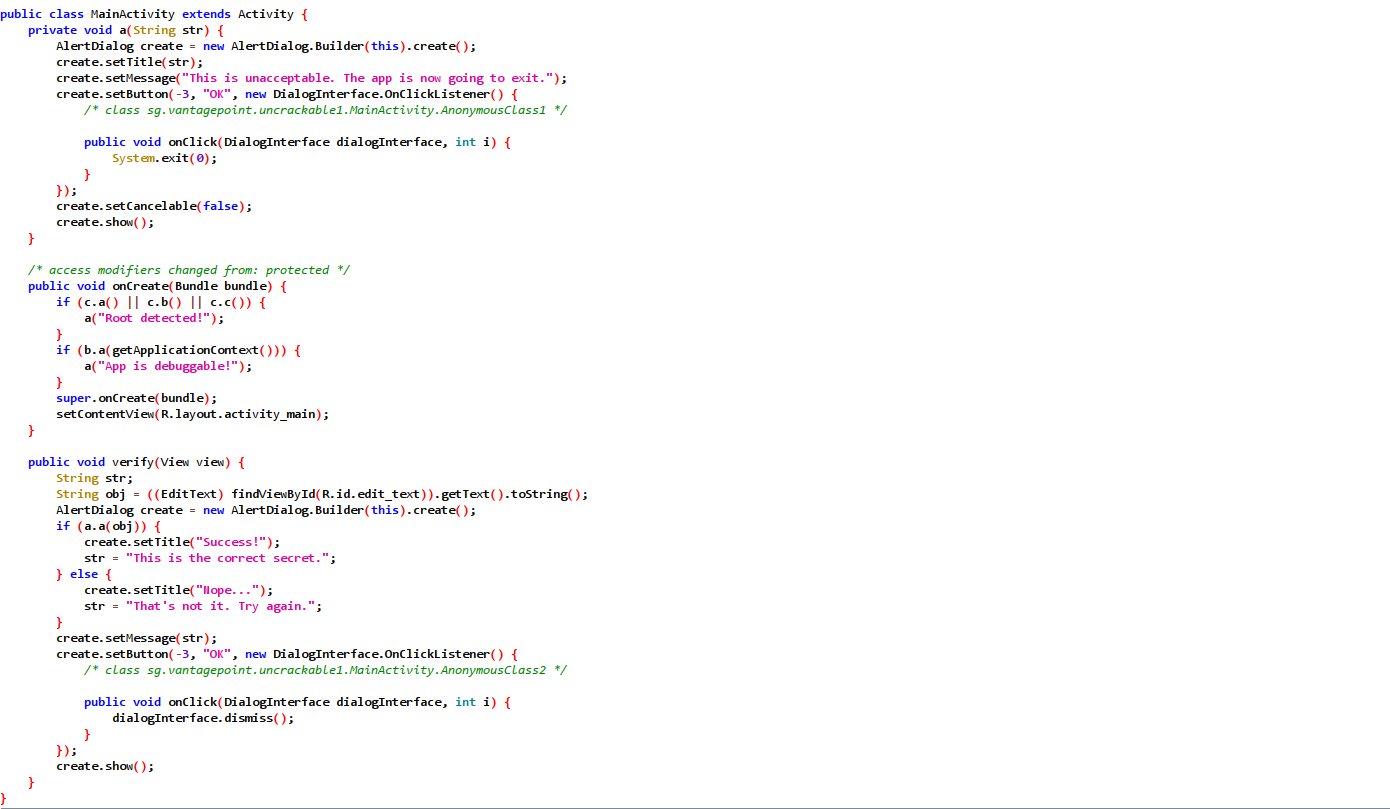 public class MainActivity extends Activity {
    private void a(String str) {
        AlertDialog create = new AlertDialog.Builder(this).create();
        create.setTitle(str);
        create.setMessage("This is unacceptable. The app is now going to exit.");
        create.setButton(-3, "OK", new DialogInterface.OnClickListener() {
            /* class sg.vantagepoint.uncrackable1.MainActivity.AnonymousClass1 */

            public void onClick(DialogInterface dialogInterface, int i) {
                System.exit(0);
            }
        });
        create.setCancelable(false);
        create.show();
    }

    /* access modifiers changed from: protected */
    public void onCreate(Bundle bundle) {
        if (c.a() || c.b() || c.c()) {
            a("Root detected!");
        }
        if (b.a(getApplicationContext())) {
            a("App is debuggable!");
        }
        super.onCreate(bundle);
        setContentView(R.layout.activity_main);
    }

    public void verify(View view) {
        String str;
        String obj = ((EditText) findViewById(R.id.edit_text)).getText().toString();
        AlertDialog create = new AlertDialog.Builder(this).create();
        if (a.a(obj)) {
            create.setTitle("Success!");
            str = "This is the correct secret.";
        } else {
            create.setTitle("Nope...");
            str = "That's not it. Try again.";
        }
        create.setMessage(str);
        create.setButton(-3, "OK", new DialogInterface.OnClickListener() {
            /* class sg.vantagepoint.uncrackable1.MainActivity.AnonymousClass2 */

            public void onClick(DialogInterface dialogInterface, int i) {
                dialogInterface.dismiss();
            }
        });
        create.show();
    }
}